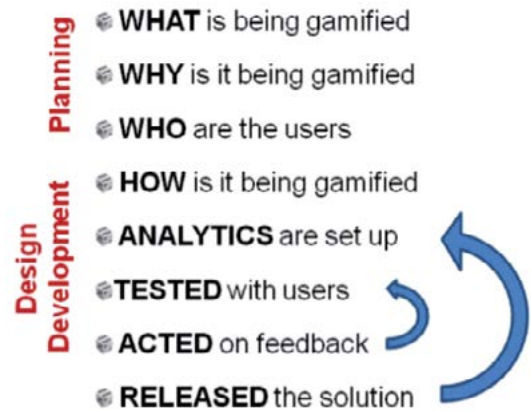 Planning
WHAT is being gamified
WHY is it being gamified
WHO are the users
Design
Development
HOW is it being gamified
ANALYTICS are set up
TESTED with users
ACTED on feedback
RELEASED the solution